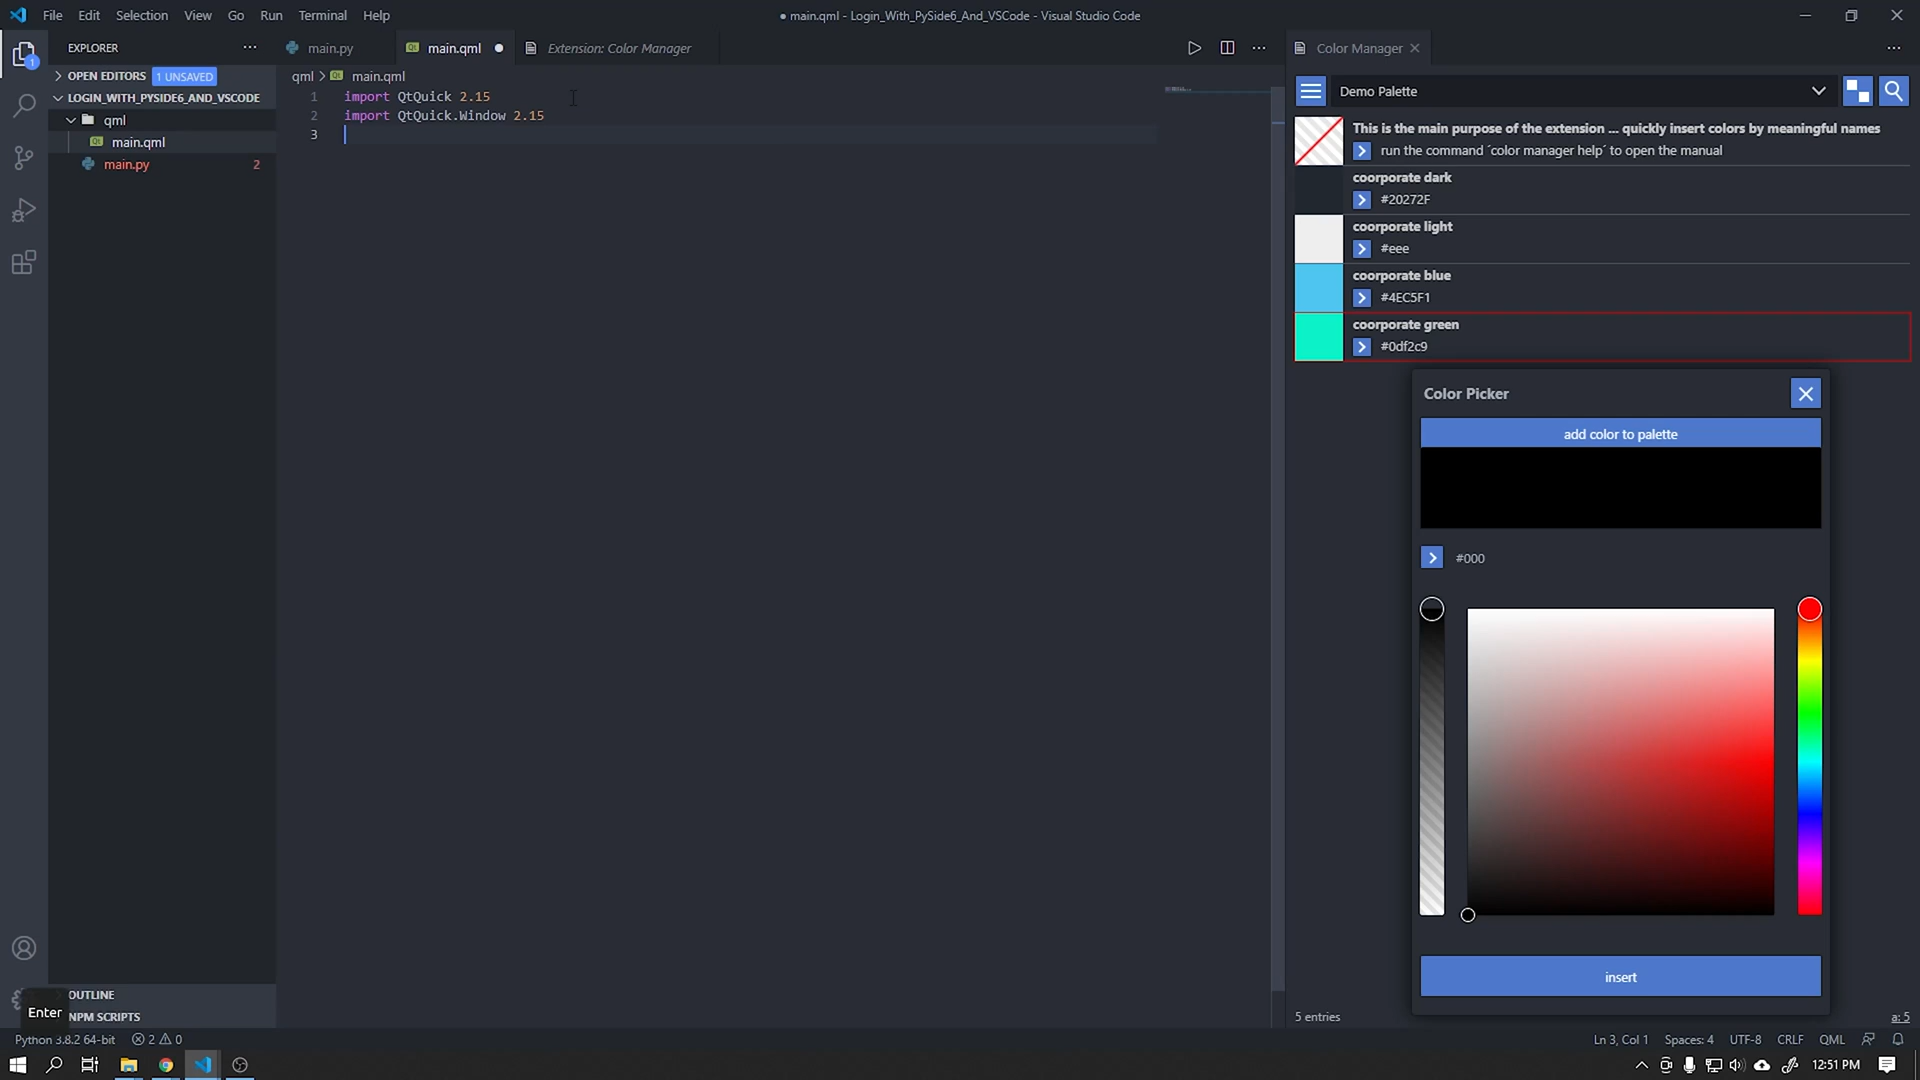 File Edit Selection View Go Run Terminal Help
● main.qml - Login_With_PySide6_And_VSCode - Visual Studio Code
EXPLORER
main.py
main.qml
Extension: Color Manager
Color Manager
OPEN EDITORS 1 UNSAVED
LOGIN_WITH_PYSIDE6_AND_VSCODE
qml
main.qml
main.py 2
1
qml > main.qml
1 import QtQuick 2.15
2 import QtQuick.Window 2.15
3
Demo Palette
This is the main purpose of the extension ... quickly insert colors by meaningful names
run the command ´color manager help´ to open the manual
coorporate dark
#20272F
coorporate light
#eee
coorporate blue
#4EC5F1
coorporate green
#0df2c9
Color Picker
add color to palette
#000
insert
5 entries
a: 5
OUTLINE
NPM SCRIPTS
Enter
Python 3.8.2 64-bit 2 0
Ln 3, Col 1 Spaces: 4 UTF-8 CRLF QML
12:51 PM